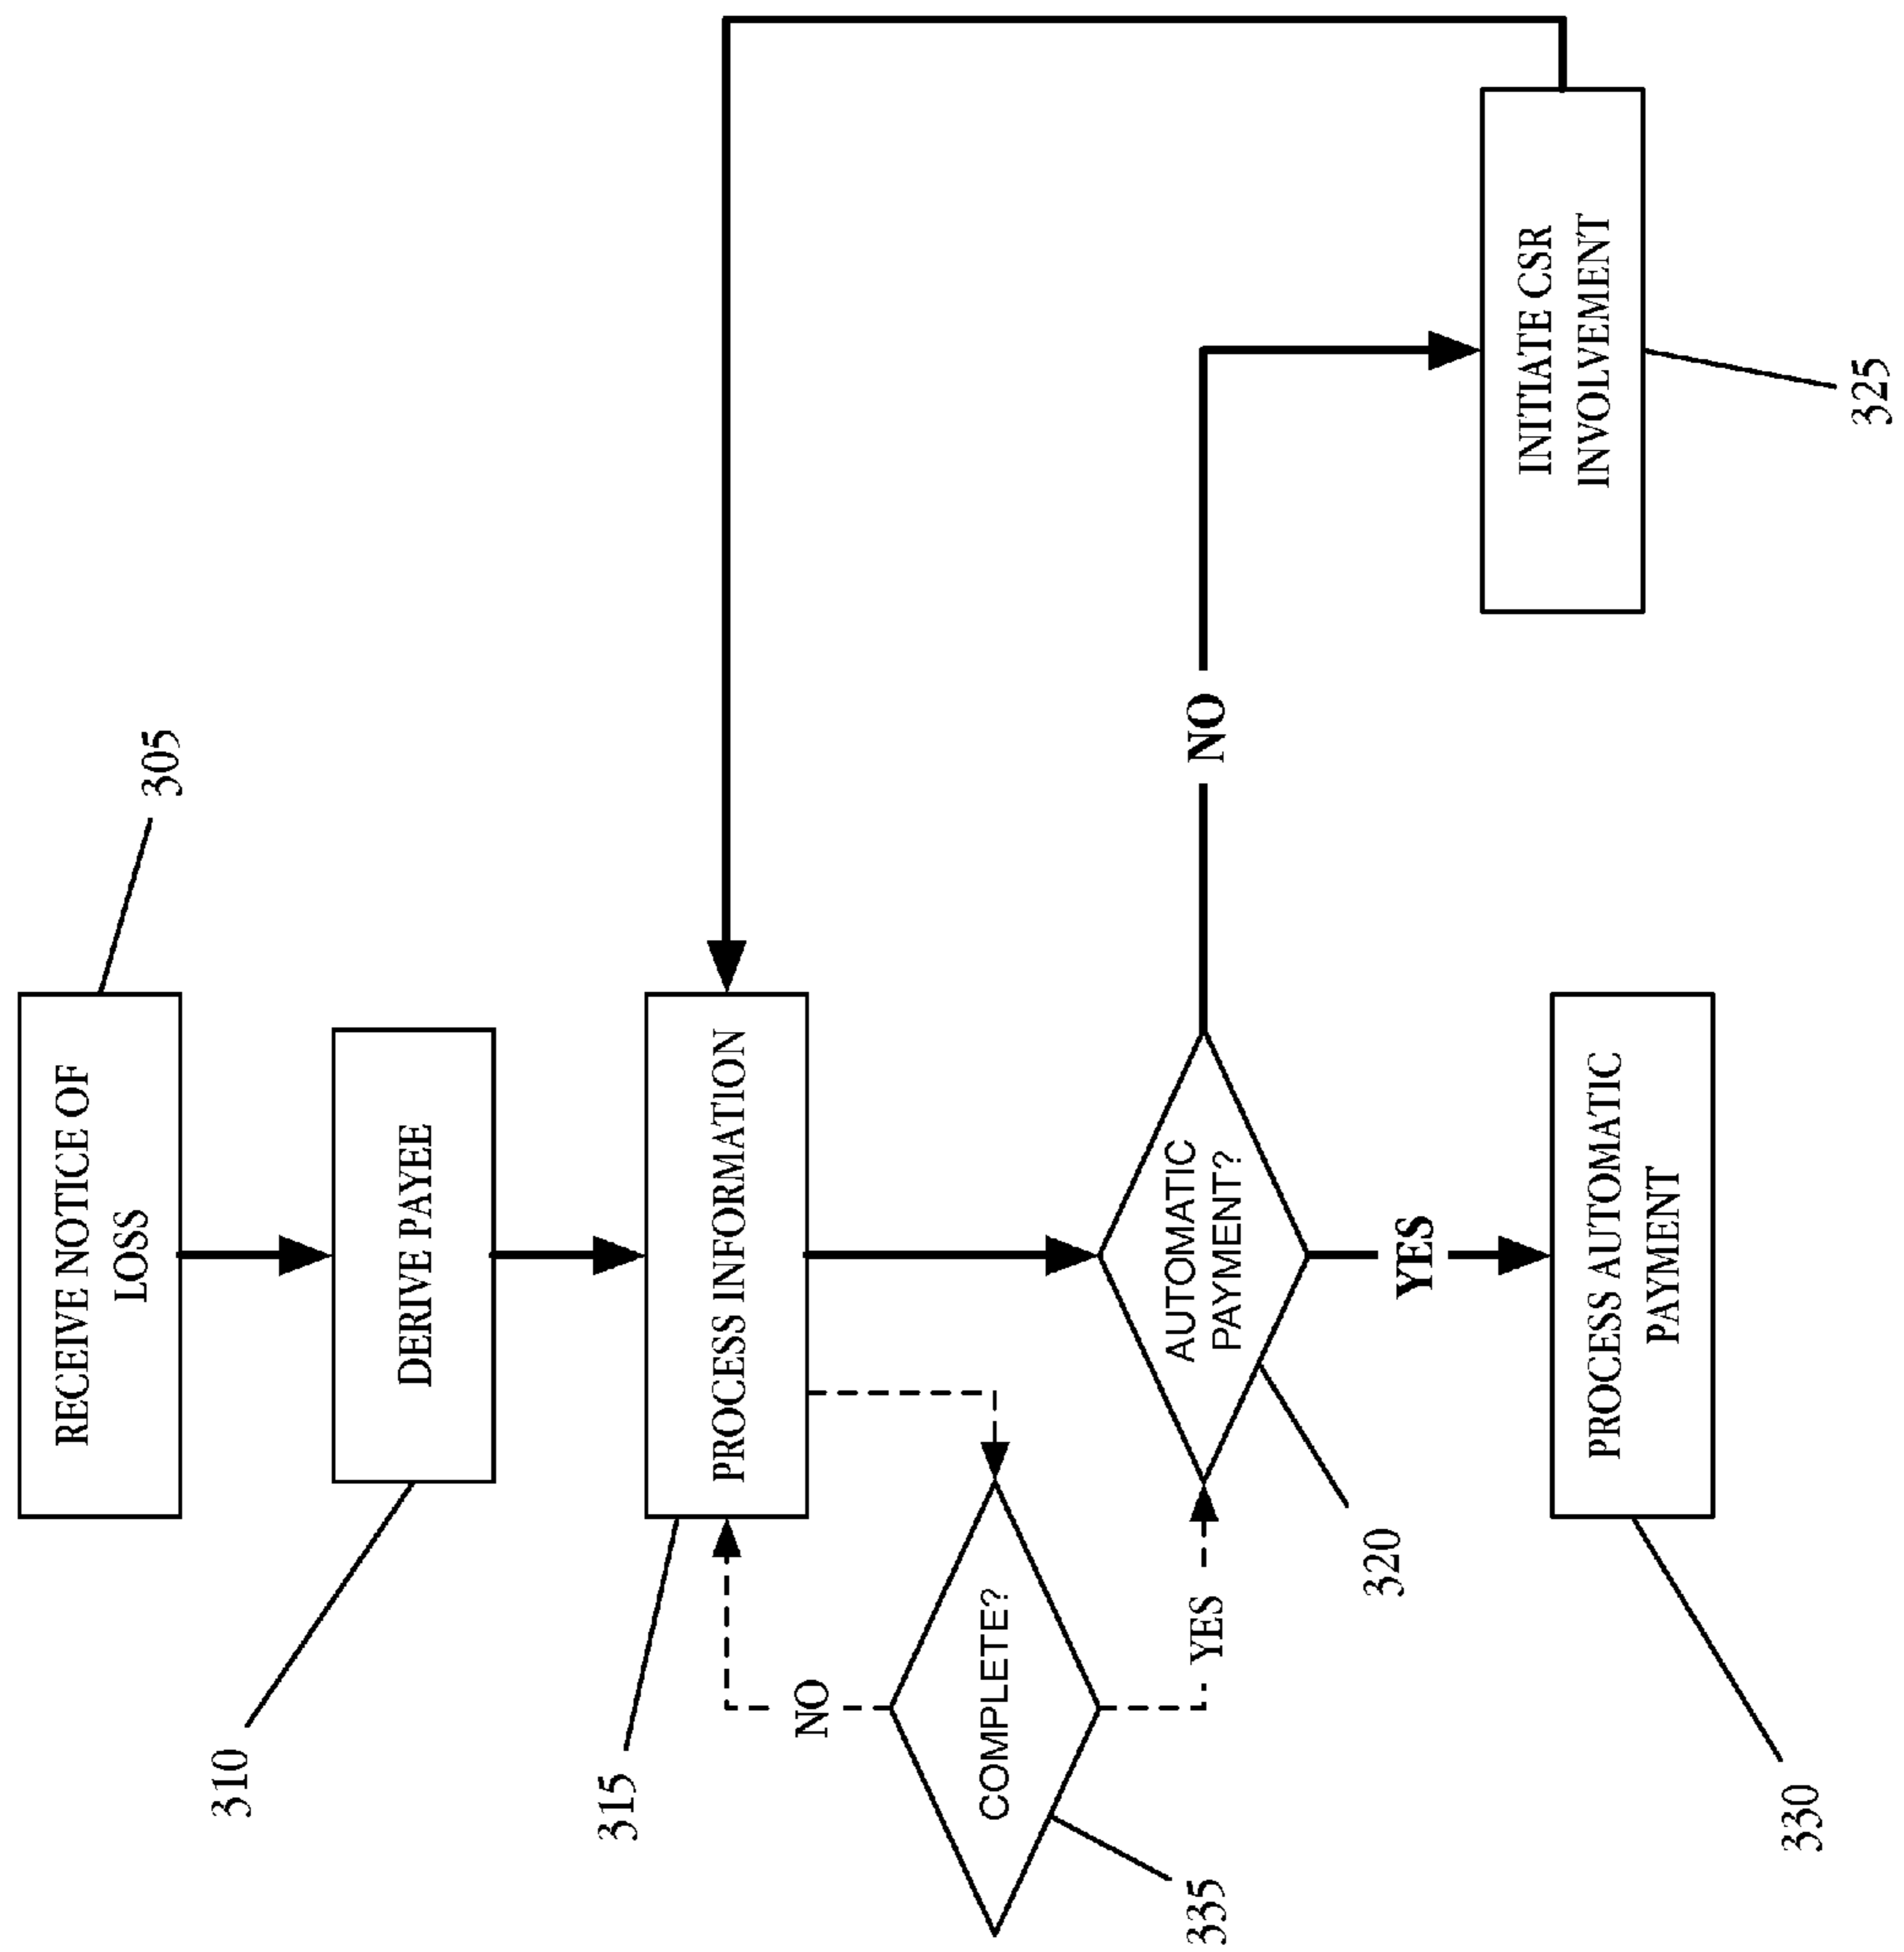 305
RECEIVE NOTICE OF
LOSS
310
DERIVE PAYEE
315
PROCESS INFORMATION
NO
COMPLETE?
335
YES
AUTOMATIC
PAYMENT?
320
NO
YES
INITIATE CSR
INVOLVEMENT
325
PROCESS AUTOMATIC
PAYMENT
330